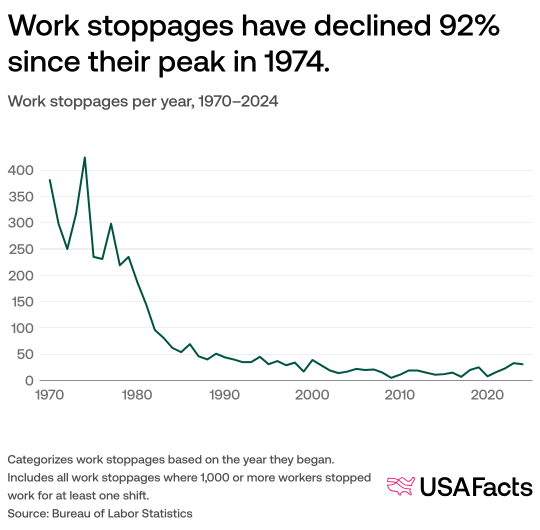 Work stoppages have declined 92%
since their peak in 1974.
Work stoppages per year, 1970–2024
400
350
300
250
200
150
100
50
0
1970
1980
1990
2000
2010
2020
Categorizes work stoppages based on the year they began.
Includes all work stoppages where 1,000 or more workers stopped
work for at least one shift.
Source: Bureau of Labor Statistics
USAFacts